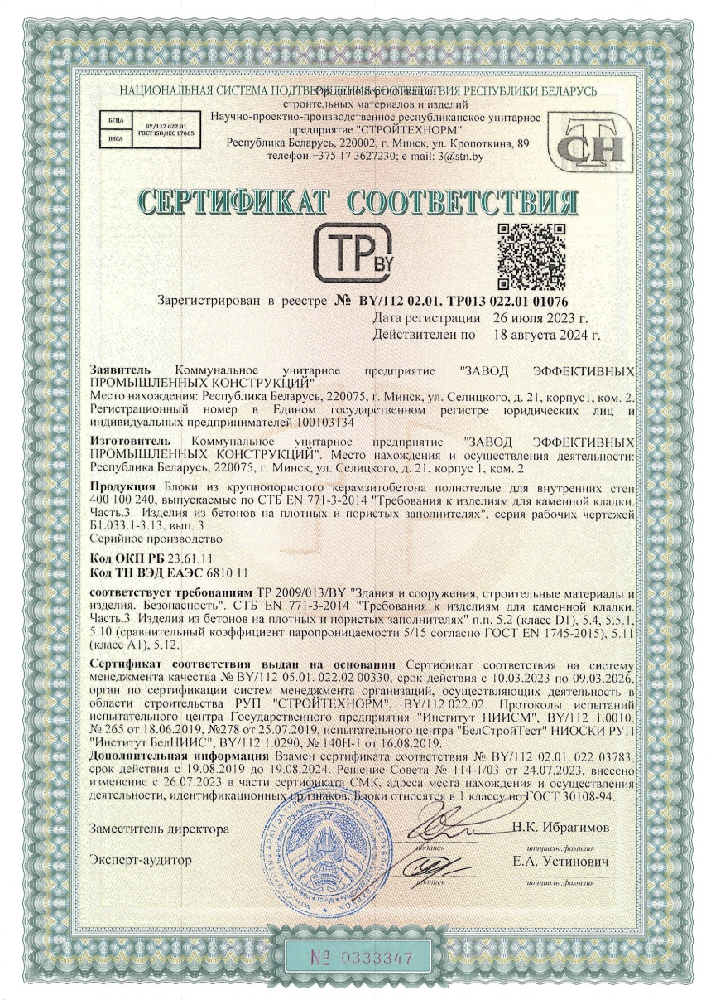 НАЦИОНАЛЬНАЯ СИСТЕМА ПОДТВЕРЖДЕНИЯ СООТВЕТСТВИЯ РЕСПУБЛИКИ БЕЛАРУСЬ
Орган по сертификации
строительных материалов и изделий
БГЦА
BSCA
BY/112 022.01
ГОСТ ISO/IEC 17065
Научно-проектно-производственное республиканское унитарное
предприятие "СТРОЙТЕХНОРМ"
Республика Беларусь, 220002, г. Минск, ул. Кропоткина, 89
телефон +375 17 3627230; e-mail: 3@stn.by
СТН
СЕРТИФИКАТ СООТВЕТСТВИЯ
ТР BY
Зарегистрирован в реестре № BY/112 02.01. ТР013 022.01 01076
Дата регистрации 26 июля 2023 г.
Действителен по 18 августа 2024 г.
Заявитель Коммунальное унитарное предприятие "ЗАВОД ЭФФЕКТИВНЫХ
ПРОМЫШЛЕННЫХ КОНСТРУКЦИЙ"
Место нахождения: Республика Беларусь, 220075, г. Минск, ул. Селицкого, д. 21, корпус1, ком. 2.
Регистрационный номер в Едином государственном регистре юридических лиц и
индивидуальных предпринимателей 100103134
Изготовитель Коммунальное унитарное предприятие "ЗАВОД ЭФФЕКТИВНЫХ
ПРОМЫШЛЕННЫХ КОНСТРУКЦИЙ". Место нахождения и осуществления деятельности:
Республика Беларусь, 220075, г. Минск, ул. Селицкого, д. 21, корпус 1, ком. 2
Продукция Блоки из крупнопористого керамзитобетона полнотелые для внутренних стен
400 100 240, выпускаемые по СТБ EN 771-3-2014 "Требования к изделиям для каменной кладки.
Часть.3 Изделия из бетонов на плотных и пористых заполнителях", серия рабочих чертежей
Б1.033.1-3.13, вып. 3
Серийное производство
Код ОКП РБ 23.61.11
Код ТН ВЭД ЕАЭС 6810 11
соответствует требованиям ТР 2009/013/BY "Здания и сооружения, строительные материалы и
изделия. Безопасность". СТБ EN 771-3-2014 "Требования к изделиям для каменной кладки.
Часть.3 Изделия из бетонов на плотных и пористых заполнителях" п.п. 5.2 (класс D1), 5.4, 5.5.1,
5.10 (сравнительный коэффициент паропроницаемости 5/15 согласно ГОСТ EN 1745-2015), 5.11
(класс А1), 5.12.
Сертификат соответствия выдан на основании Сертификат соответствия на систему
менеджмента качества № BY/112 05.01. 022.02 00330, срок действия с 10.03.2023 по 09.03.2026,
орган по сертификации систем менеджмента организаций, осуществляющих деятельность в
области строительства РУП "СТРОЙТЕХНОРМ", BY/112 022.02. Протоколы испытаний
испытательного центра Государственного предприятия "Институт НИИСМ", BY/112 1.0010,
№ 265 от 18.06.2019, №278 от 25.07.2019, испытательного центра "БелСтройТест" НИОСКИ РУП
"Институт БелНИИС", BY/112 1.0290, № 140Н-1 от 16.08.2019.
Дополнительная информация Взамен сертификата соответствия № BY/112 02.01. 022 03783,
срок действия с 19.08.2019 до 19.08.2024. Решение Совета № 114-1/03 от 24.07.2023, внесено
изменение с 26.07.2023 в части сертификата СМК, адреса места нахождения и осуществления
деятельности, идентификационных признаков. Блоки относятся в 1 классу по ГОСТ 30108-94.
Заместитель директора
Н.К. Ибрагимов
подпись
инициалы, фамилия
Эксперт-аудитор
Е.А. Устинович
подпись
инициалы, фамилия
№ 0333347